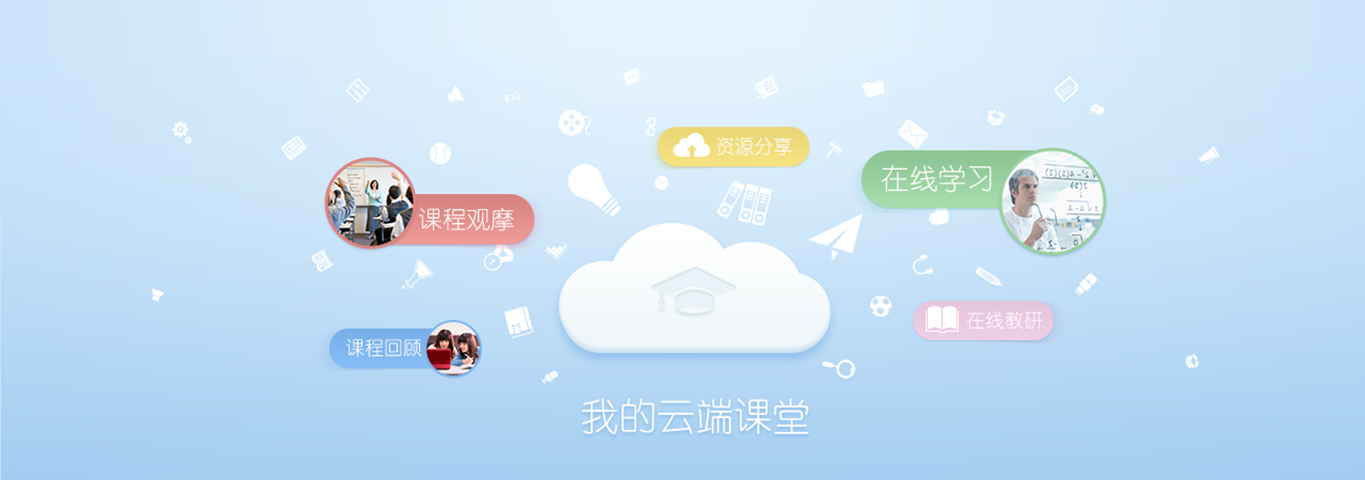 资源分享
在线学习
课程观摩
在线教研
课程回顾
我的云端课堂